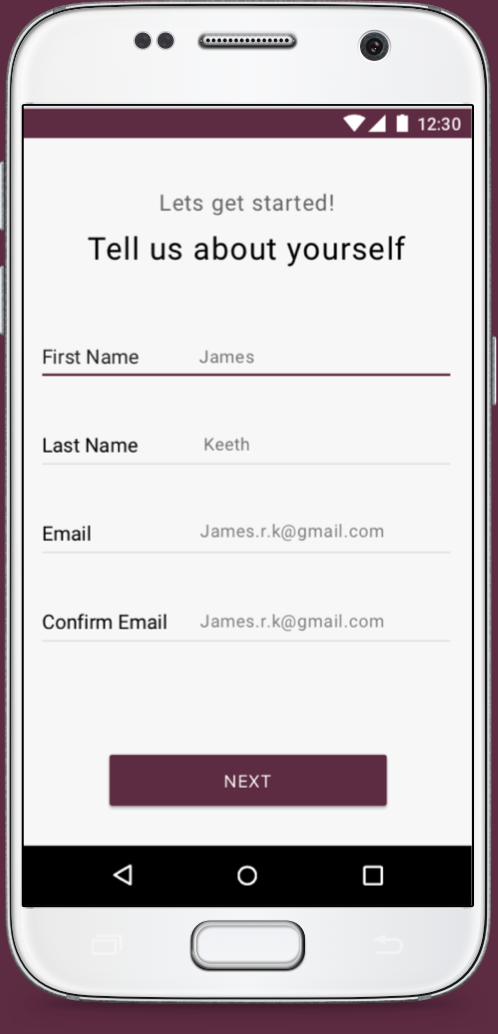 12:30
Lets get started!
Tell us about yourself
First Name James
Last Name Keeth
Email James.r.k@gmail.com
Confirm Email James.r.k@gmail.com
NEXT